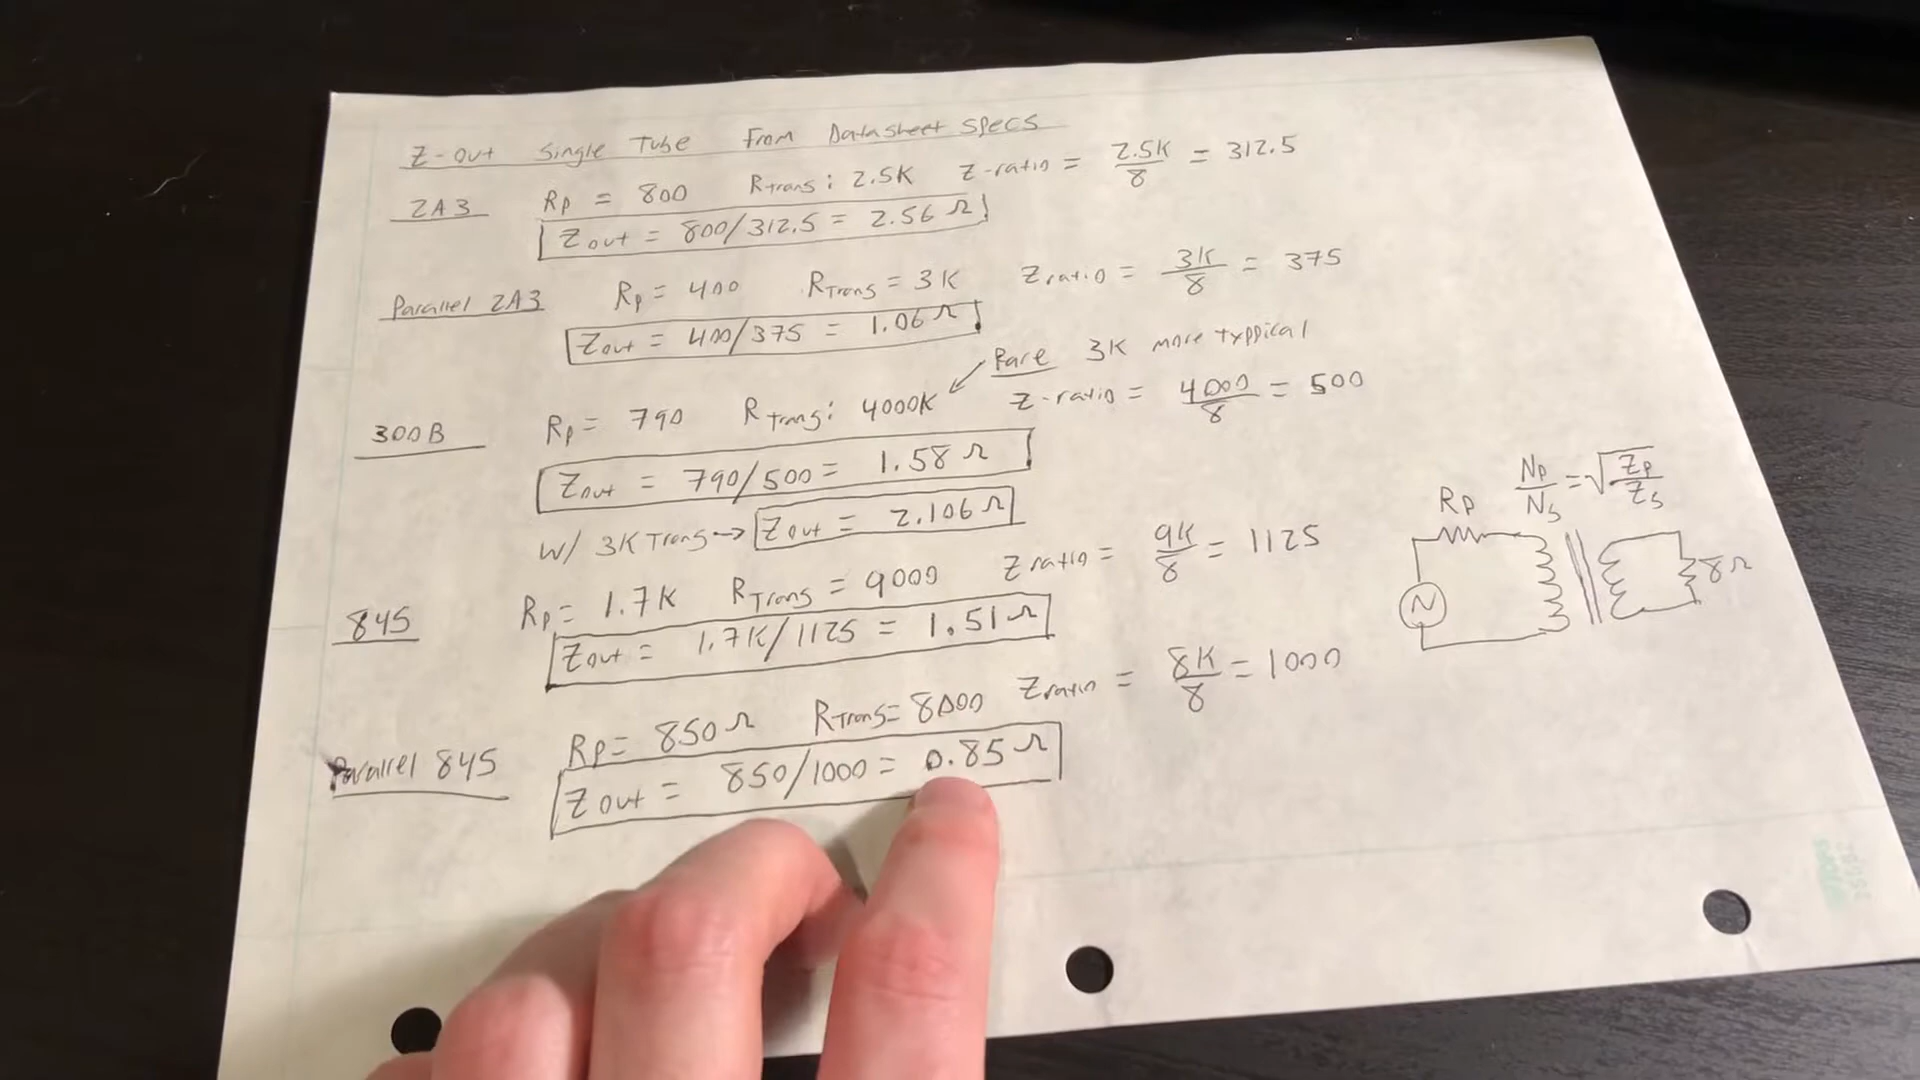 Z-out Single Tube From Datasheet Specs
2A3 Rp = 800 RTrans: 2.5K Z-ratio = 2.5K/8 = 312.5
Zout = 800/312.5 = 2.56 Ω
Parallel 2A3 Rp = 400 RTrans = 3K Zratio = 3K/8 = 375
Zout = 400/375 = 1.06 Ω
Rare 3K more typpical
300B Rp = 790 RTrans: 4000K Z-ratio = 4000/8 = 500
Zout = 790/500 = 1.58 Ω
W/ 3K Trans → Zout = 2.106 Ω
845 Rp = 1.7K RTrans = 9000 Zratio = 9K/8 = 1125
Zout = 1.7K/1125 = 1.51 Ω
Parallel 845 Rp = 850 Ω RTrans = 8000 Zratio = 8K/8 = 1000
Zout = 850/1000 = 0.85 Ω
Rp Np/Ns = √Zp/Zs
8 Ω